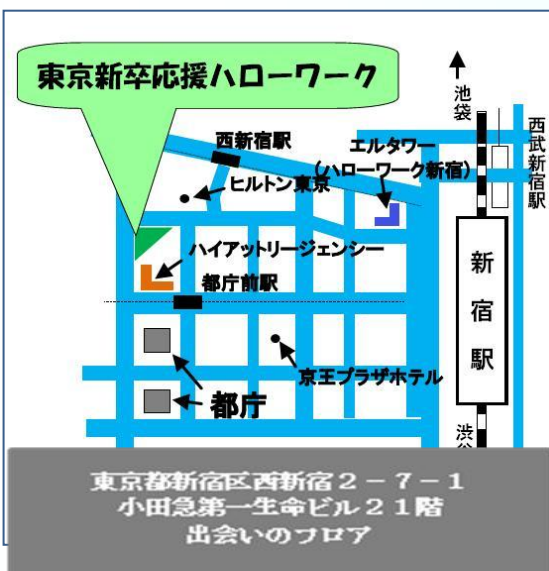 東京新卒応援ハローワーク
池袋
西武新宿駅
西新宿駅
エルタワー
(ハローワーク新宿)
ヒルトン東京
ハイアットリージェンシー
都庁前駅
新宿駅
京王プラザホテル
都庁
渋谷
東京都新宿区西新宿2-7-1
小田急第一生命ビル21階
出会いのフロア